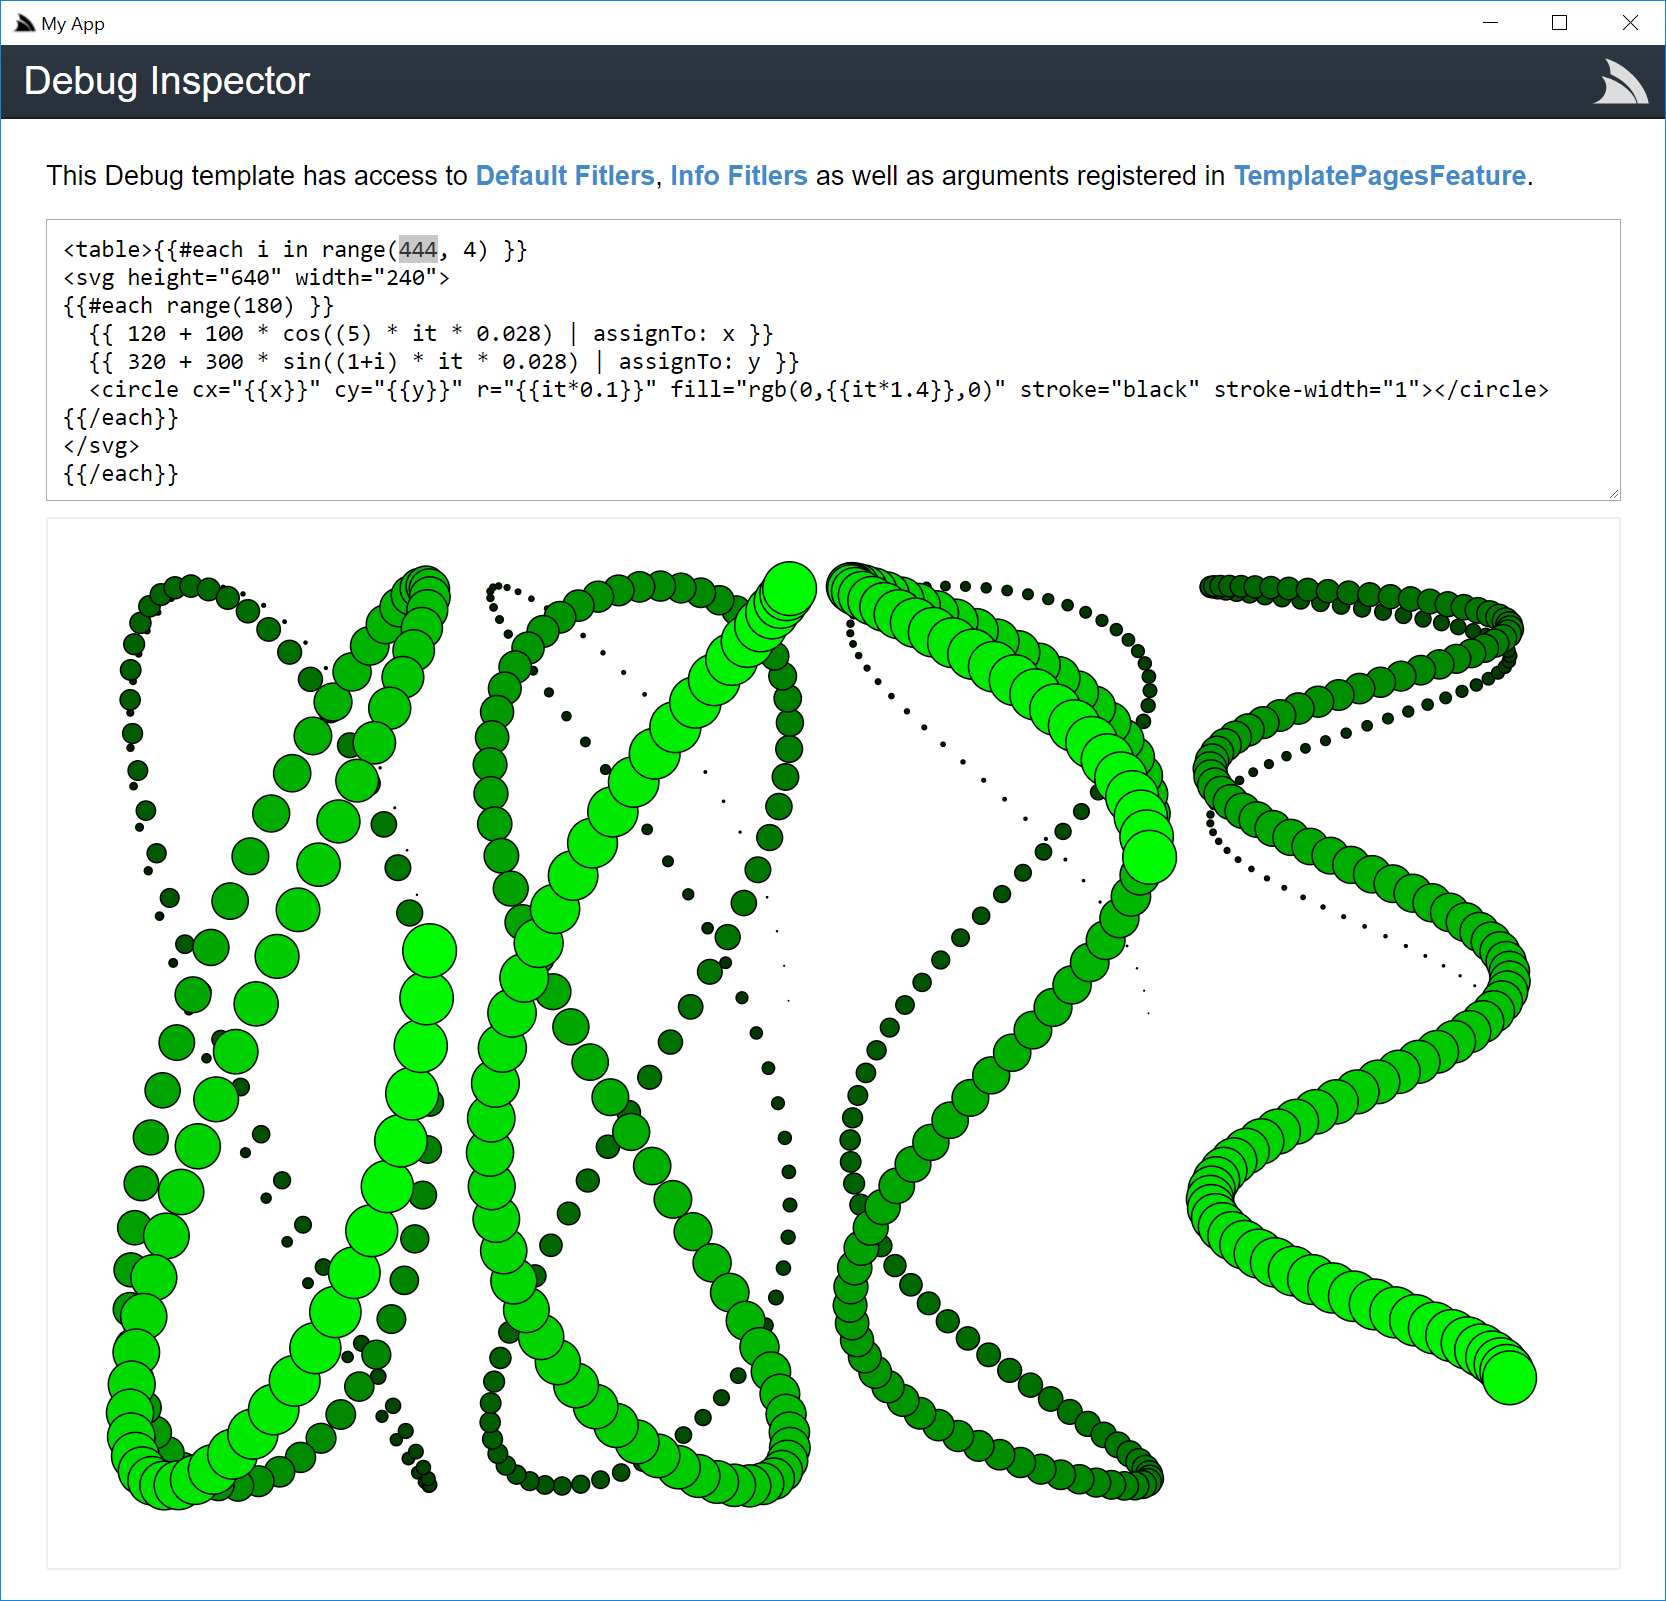 My App
Debug Inspector
This Debug template has access to Default Fitlers, Info Fitlers as well as arguments registered in TemplatePagesFeature.
<table>{{#each i in range(444, 4) }}
<svg height="640" width="240">
{{#each range(180) }}
  {{ 120 + 100 * cos((5) * it * 0.028) | assignTo: x }}
  {{ 320 + 300 * sin((1+i) * it * 0.028) | assignTo: y }}
  <circle cx="{{x}}" cy="{{y}}" r="{{it*0.1}}" fill="rgb(0,{{it*1.4}},0)" stroke="black" stroke-width="1"></circle>
{{/each}}
</svg>
{{/each}}